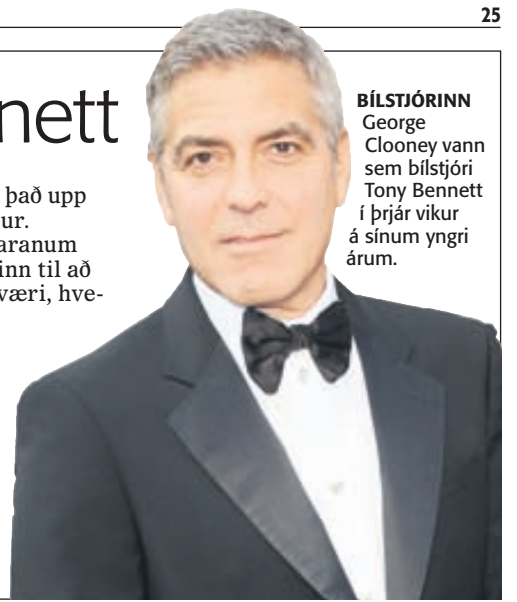 25
nett
það upp
ur.
aranum
inn til að
væri, hve-
BÍLSTJÓRINN
George
Clooney vann
sem bílstjóri
Tony Bennett
í þrjár vikur
á sínum yngri
árum.